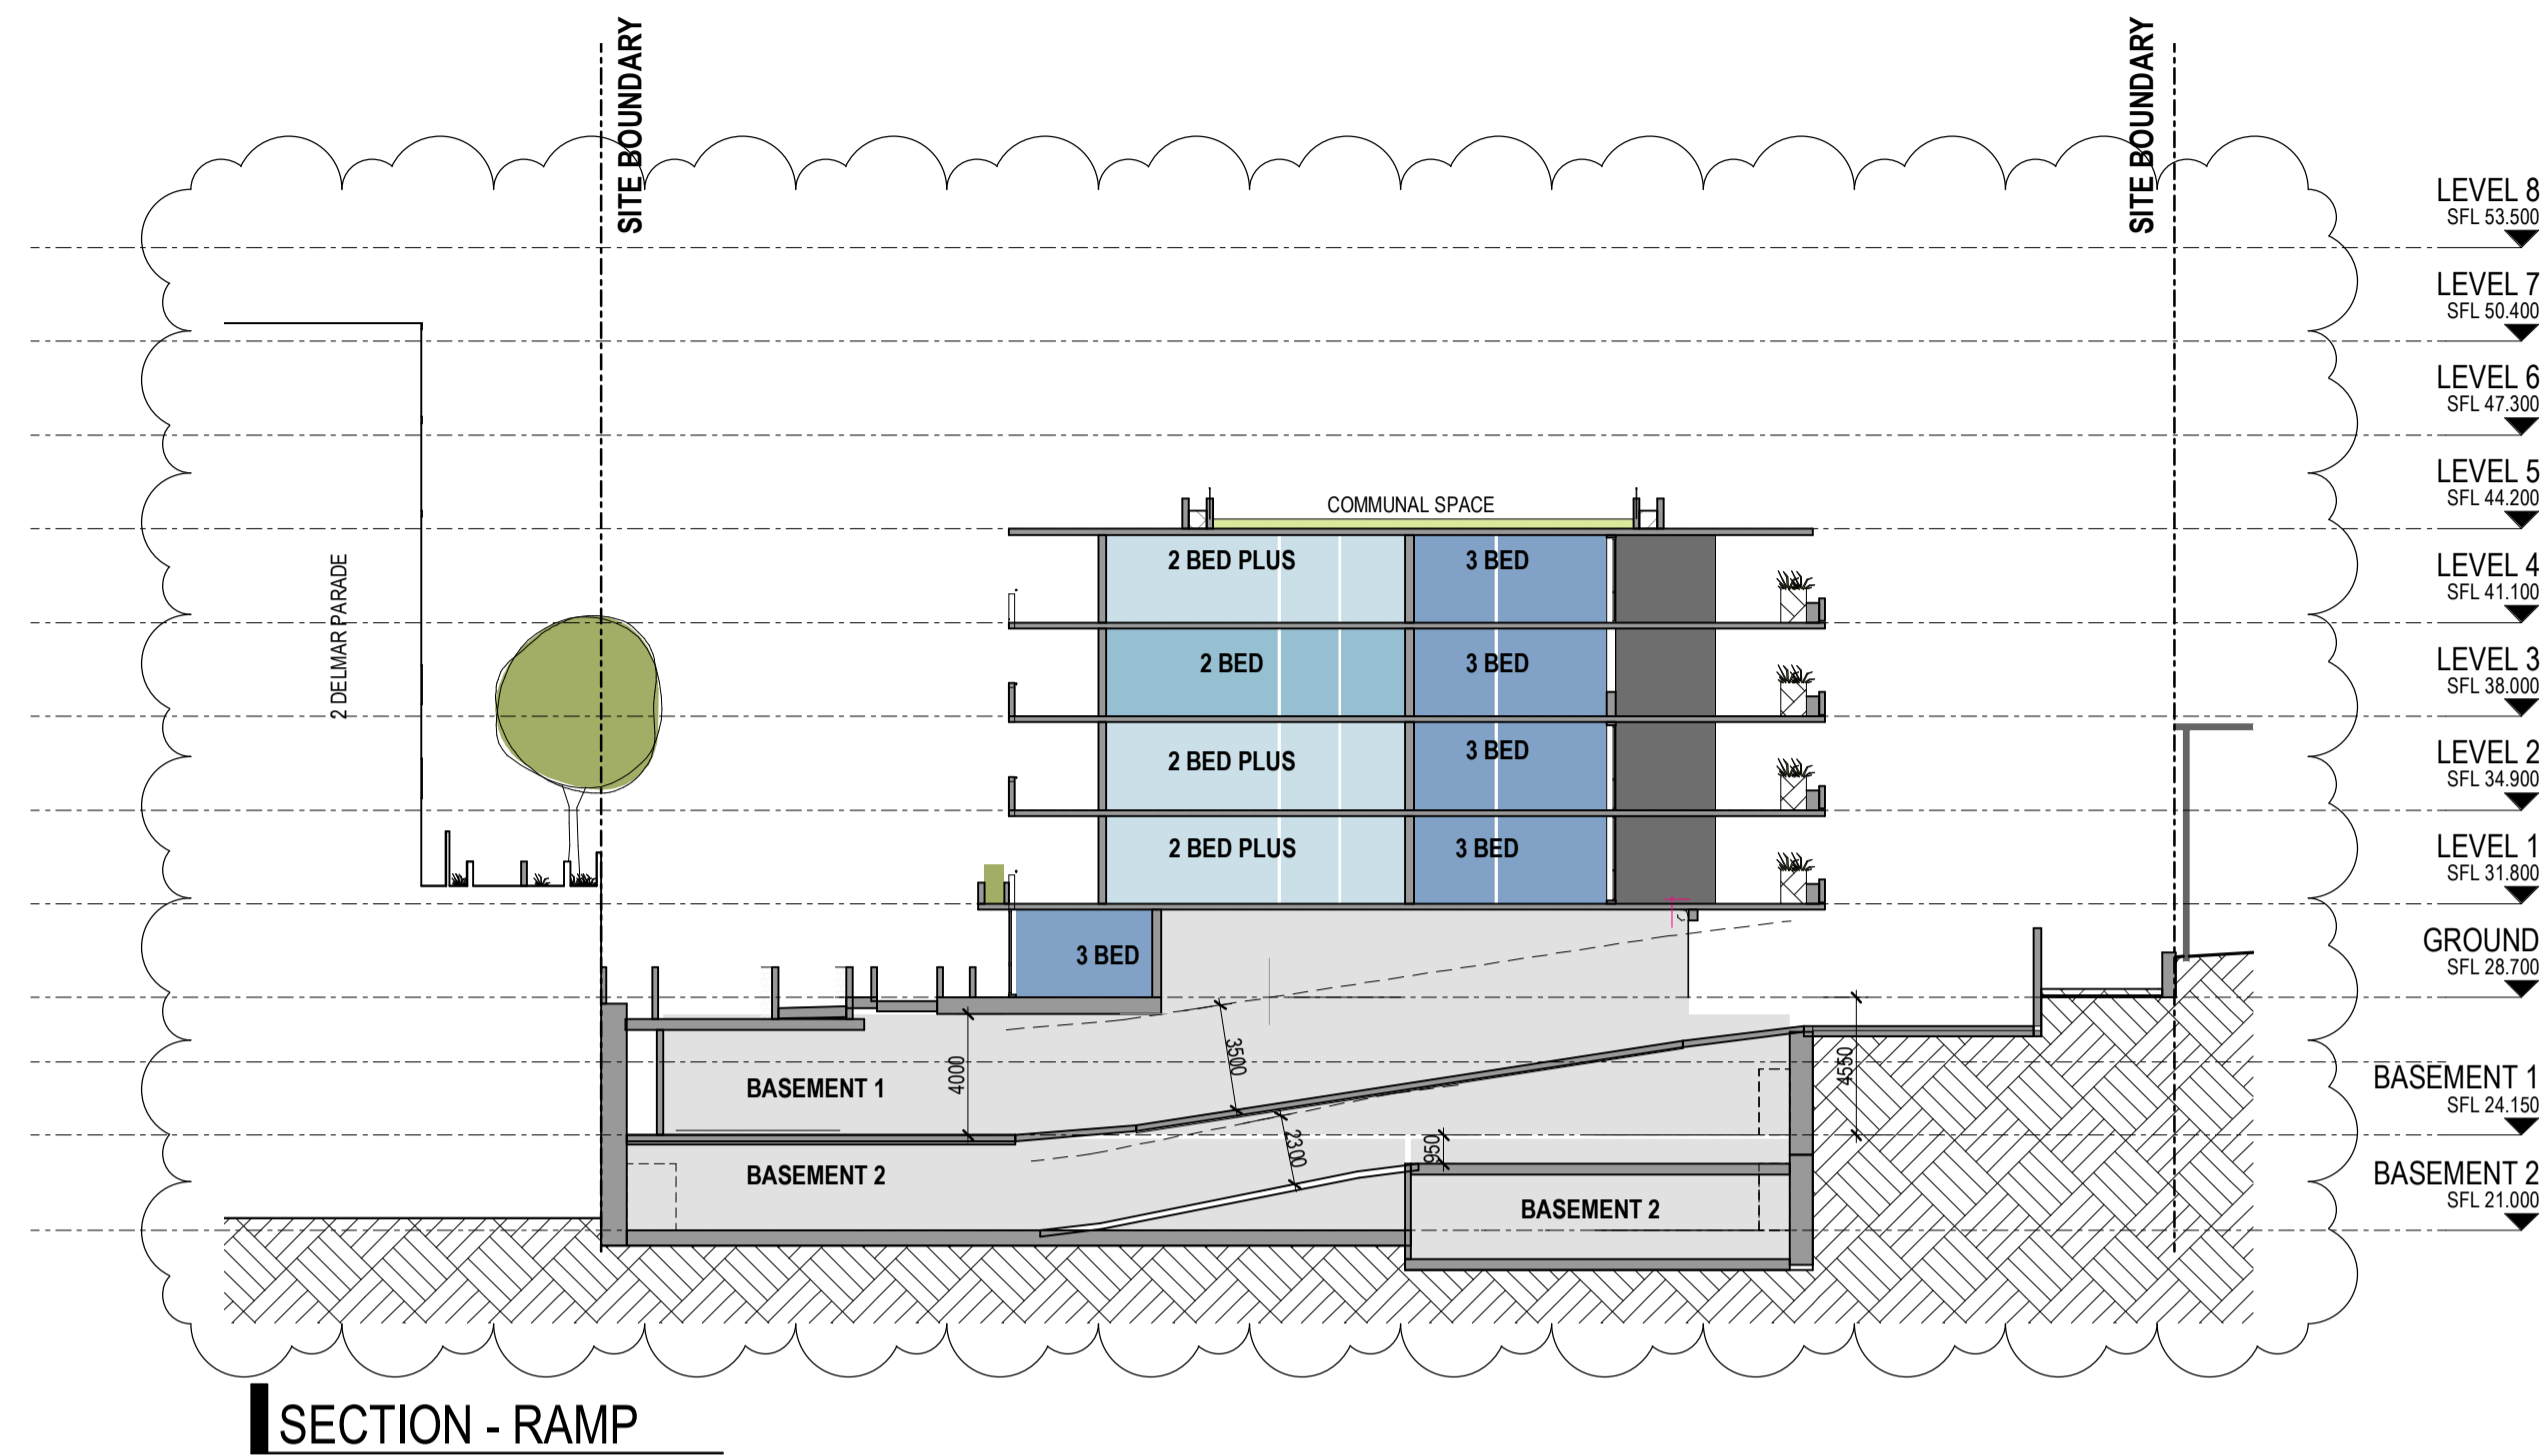 SITE BOUNDARY
SITE BOUNDARY
LEVEL 8
SFL 53.500
LEVEL 7
SFL 50.400
LEVEL 6
SFL 47.300
LEVEL 5
SFL 44.200
COMMUNAL SPACE
2 BED PLUS
3 BED
LEVEL 4
SFL 41.100
2 DELMAR PARADE
2 BED
3 BED
LEVEL 3
SFL 38.000
2 BED PLUS
3 BED
LEVEL 2
SFL 34.900
2 BED PLUS
3 BED
LEVEL 1
SFL 31.800
3 BED
GROUND
SFL 28.700
BASEMENT 1
4000
3500
4550
BASEMENT 1
SFL 24.150
BASEMENT 2
2300
950
BASEMENT 2
BASEMENT 2
SFL 21.000
SECTION - RAMP